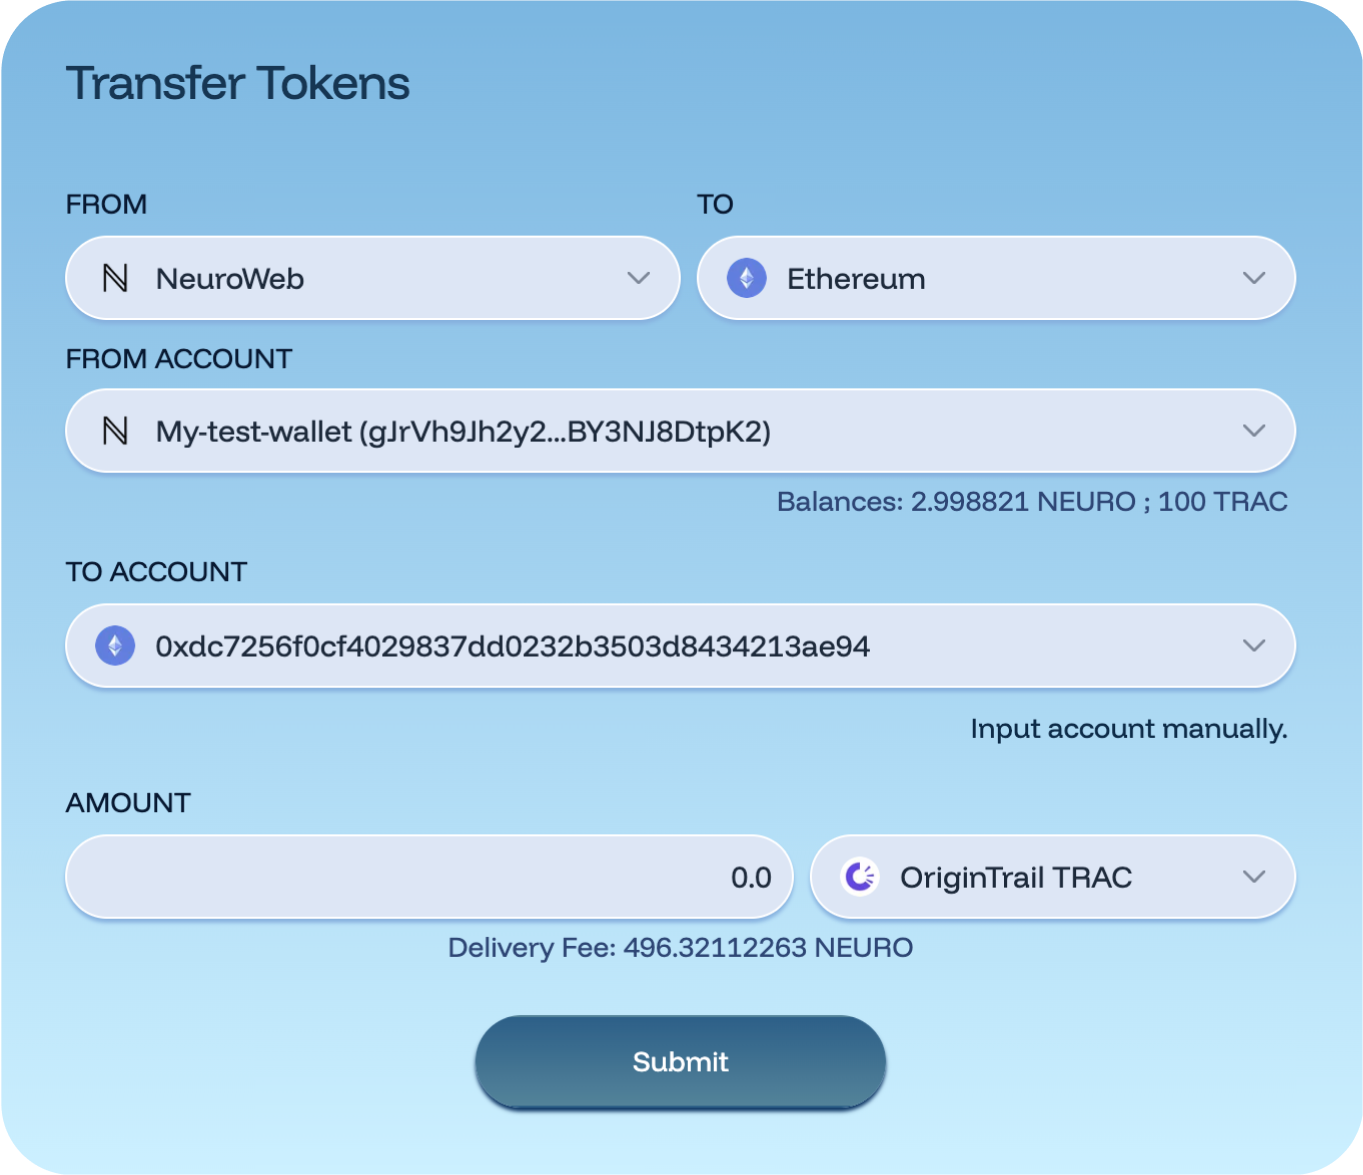 Transfer Tokens
FROM
TO
NeuroWeb
Ethereum
FROM ACCOUNT
My-test-wallet (gJrVh9Jh2y2...BY3NJ8DtpK2)
Balances: 2.998821 NEURO ; 100 TRAC
TO ACCOUNT
0xdc7256f0cf4029837dd0232b3503d8434213ae94
Input account manually.
AMOUNT
0.0
OriginTrail TRAC
Delivery Fee: 496.32112263 NEURO
Submit